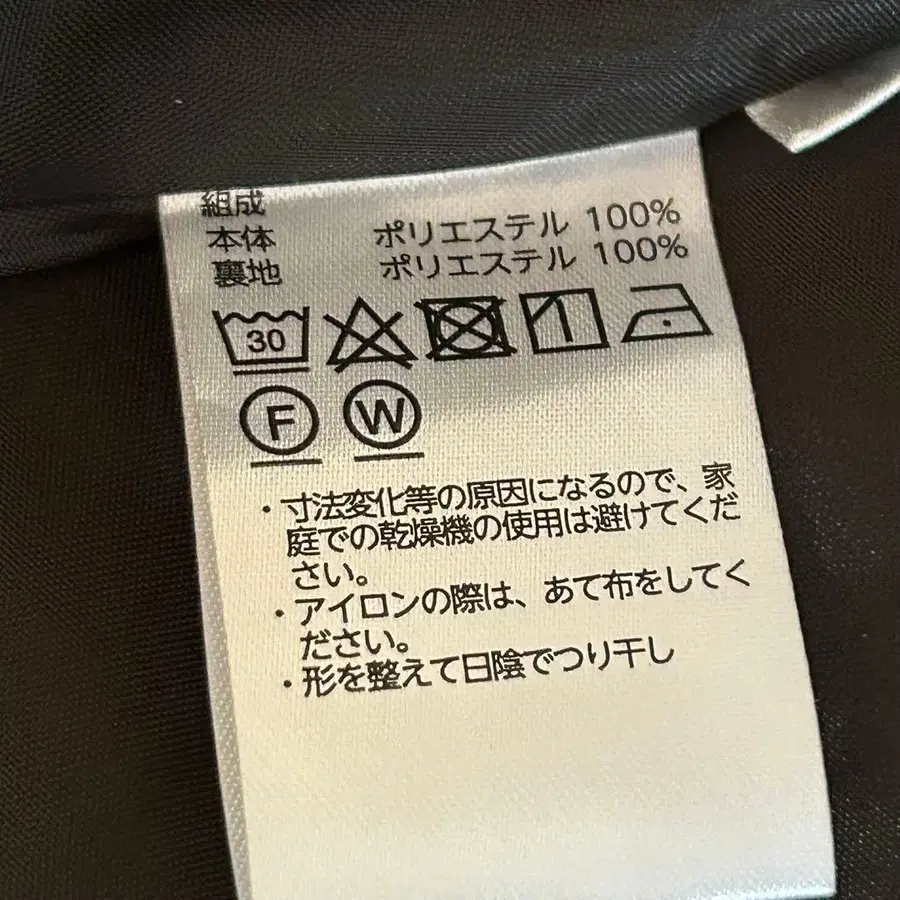 組成
本体 ポリエステル 100%
裏地 ポリエステル 100%
30
F W
・寸法変化等の原因になるので、家
庭での乾燥機の使用は避けてくだ
さい。
・アイロンの際は、あて布をしてく
ださい。
・形を整えて日陰でつり干し